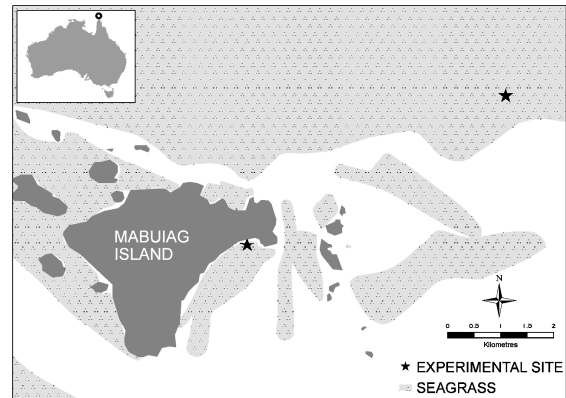 MABUIAG
ISLAND
N
0 0.5 1 1.5 2
Kilometres
EXPERIMENTAL SITE
SEAGRASS